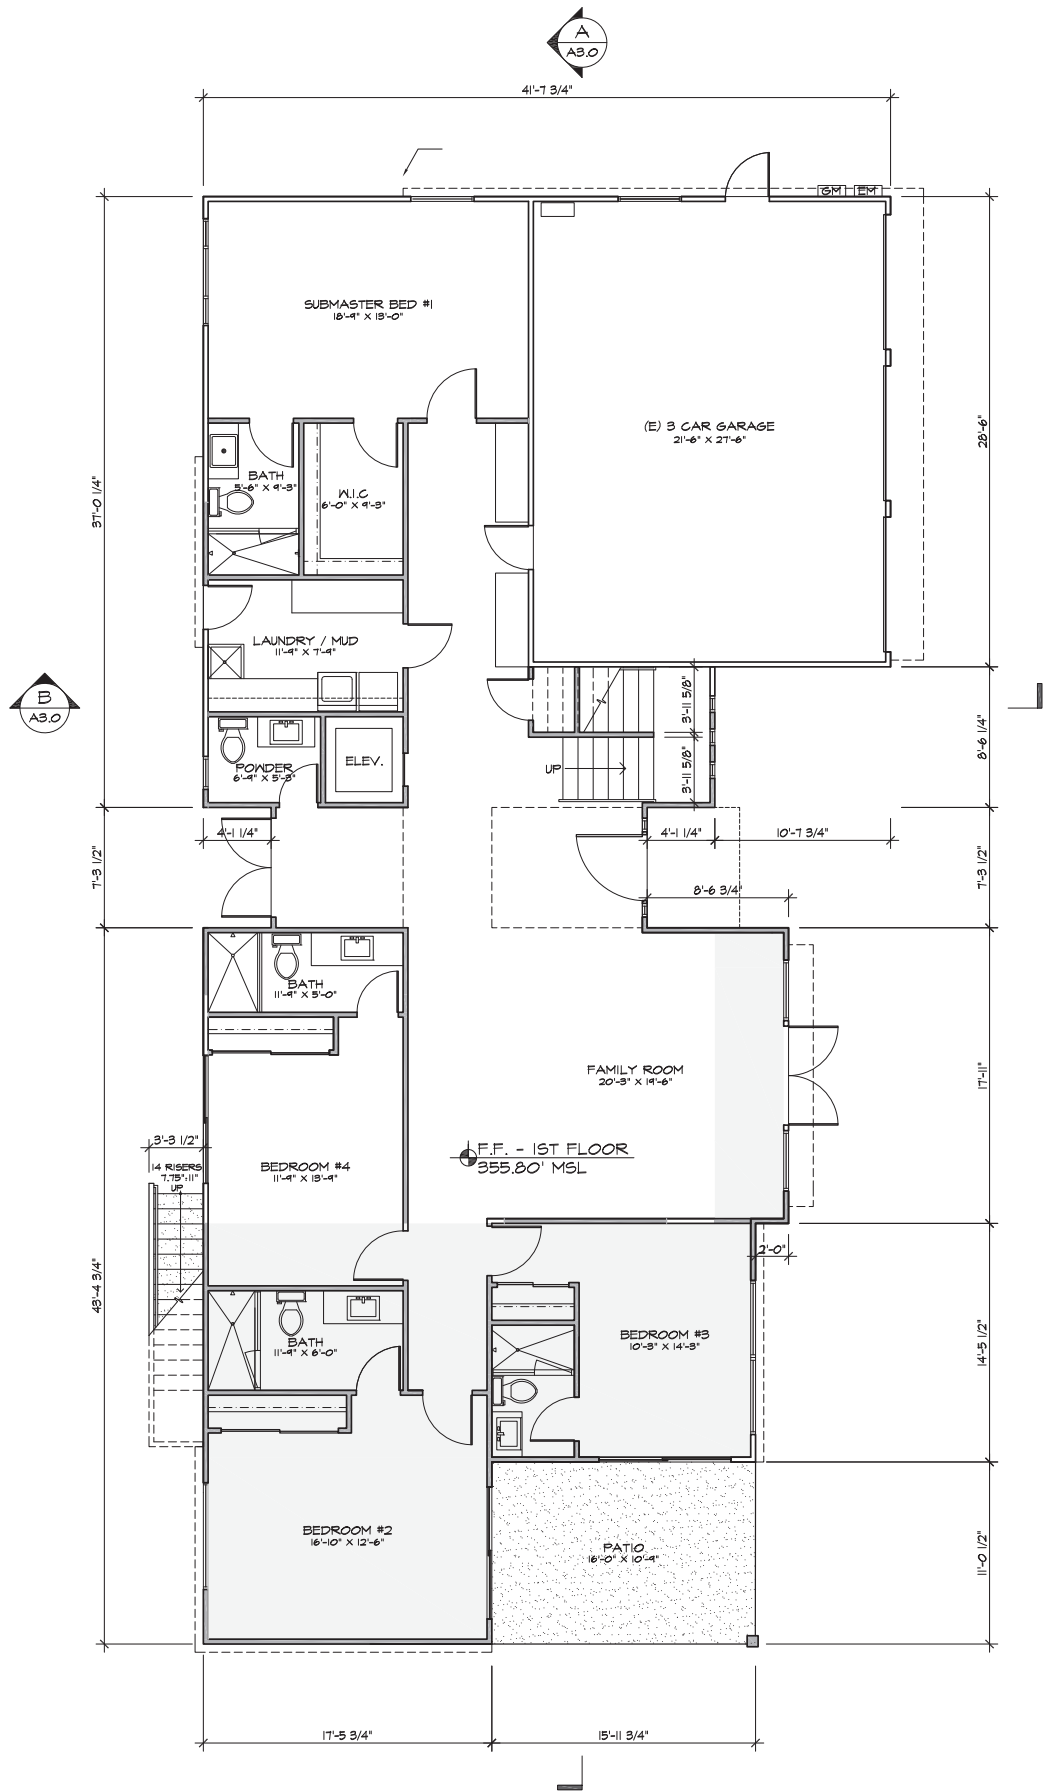 A
A3.0
41'-7 3/4"
GM
EM
SUBMASTER BED #1
18'-9" X 13'-0"
(E) 3 CAR GARAGE
21'-6" X 27'-6"
28'-6"
37'-0 1/4"
BATH
5'-6" X 9'-3"
W.I.C
6'-0" X 9'-3"
LAUNDRY / MUD
11'-9" X 7'-9"
B
A3.0
3'-11 5/8"
8'-6 1/4"
POWDER
6'-9" X 5'-3"
ELEV.
UP
3'-11 5/8"
4'-1 1/4"
4'-1 1/4"
10'-7 3/4"
7'-3 1/2"
7'-3 1/2"
8'-6 3/4"
BATH
11'-9" X 5'-0"
FAMILY ROOM
20'-3" X 19'-6"
17'-11"
3'-3 1/2"
F.F. - 1ST FLOOR
355.80' MSL
14 RISERS
7.75":11"
UP
BEDROOM #4
11'-9" X 13'-9"
2'-0"
43'-4 3/4"
BATH
11'-9" X 6'-0"
BEDROOM #3
10'-3" X 14'-3"
14'-5 1/2"
BEDROOM #2
16'-10" X 12'-6"
PATIO
16'-0" X 10'-9"
11'-0 1/2"
17'-5 3/4"
15'-11 3/4"